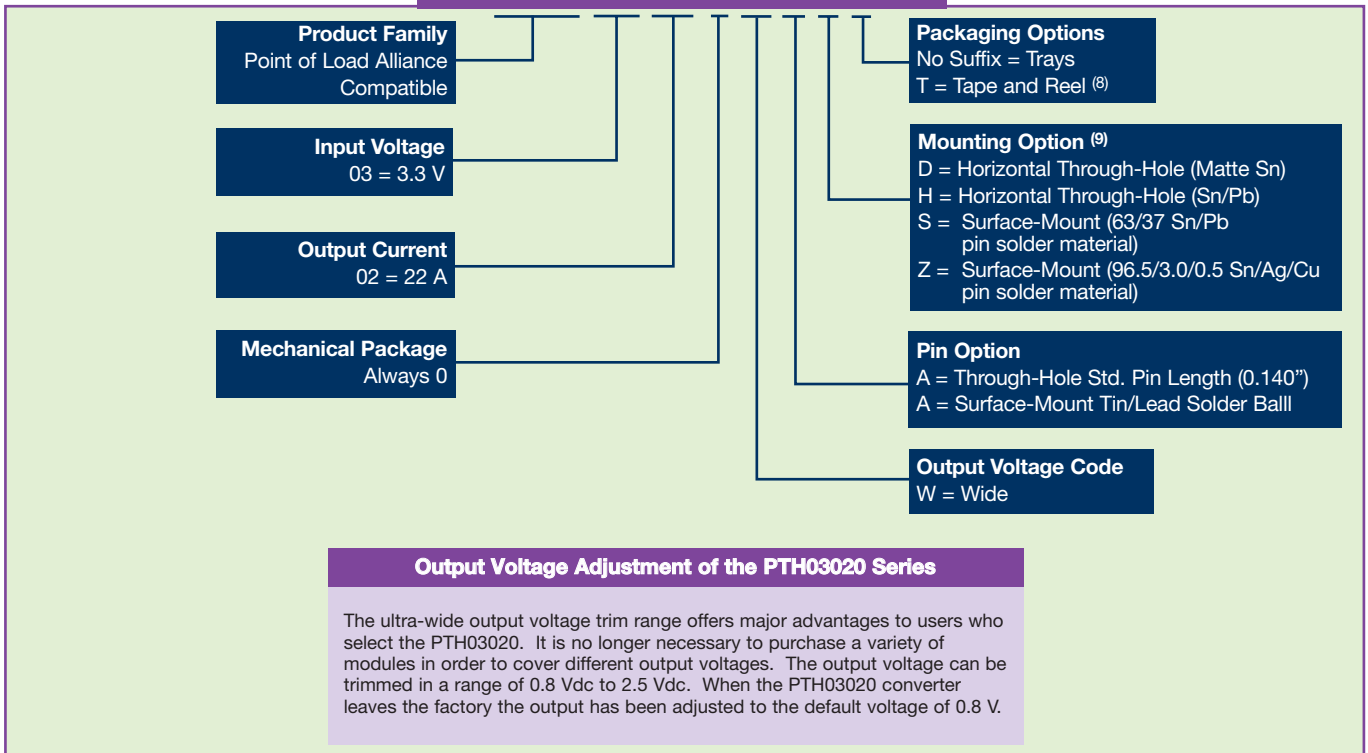 Product Family
Point of Load Alliance
Compatible
Input Voltage
03 = 3.3 V
Output Current
02 = 22 A
Mechanical Package
Always 0
Packaging Options
No Suffix = Trays
T = Tape and Reel (8)
Mounting Option (9)
D = Horizontal Through-Hole (Matte Sn)
H = Horizontal Through-Hole (Sn/Pb)
S = Surface-Mount (63/37 Sn/Pb
pin solder material)
Z = Surface-Mount (96.5/3.0/0.5 Sn/Ag/Cu
pin solder material)
Pin Option
A = Through-Hole Std. Pin Length (0.140”)
A = Surface-Mount Tin/Lead Solder Balll
Output Voltage Code
W = Wide
Output Voltage Adjustment of the PTH03020 Series
The ultra-wide output voltage trim range offers major advantages to users who
select the PTH03020. It is no longer necessary to purchase a variety of
modules in order to cover different output voltages. The output voltage can be
trimmed in a range of 0.8 Vdc to 2.5 Vdc. When the PTH03020 converter
leaves the factory the output has been adjusted to the default voltage of 0.8 V.